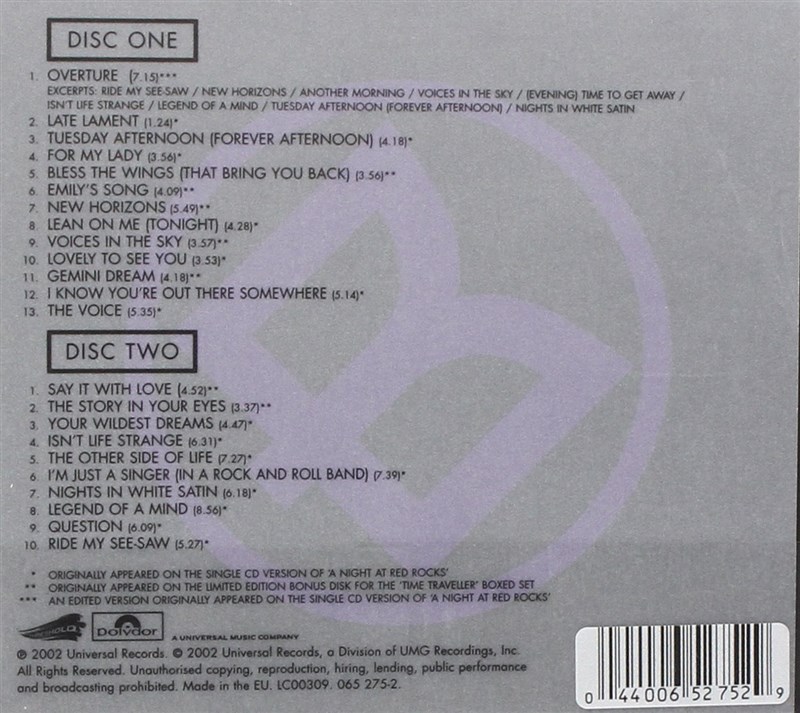 DISC ONE
1. OVERTURE (7.15)***
EXCERPTS: RIDE MY SEE-SAW / NEW HORIZONS / ANOTHER MORNING / VOICES IN THE SKY / (EVENING) TIME TO GET AWAY /
ISN'T LIFE STRANGE / LEGEND OF A MIND / TUESDAY AFTERNOON (FOREVER AFTERNOON) / NIGHTS IN WHITE SATIN
2. LATE LAMENT (1.24)*
3. TUESDAY AFTERNOON (FOREVER AFTERNOON) (4.18)*
4. FOR MY LADY (3.56)*
5. BLESS THE WINGS (THAT BRING YOU BACK) (3.56)**
6. EMILY'S SONG (4.09)**
7. NEW HORIZONS (5.49)**
8. LEAN ON ME (TONIGHT) (4.28)*
9. VOICES IN THE SKY (3.57)**
10. LOVELY TO SEE YOU (3.53)*
11. GEMINI DREAM (4.18)**
12. I KNOW YOU'RE OUT THERE SOMEWHERE (5.14)*
13. THE VOICE (5.35)*
DISC TWO
1. SAY IT WITH LOVE (4.52)**
2. THE STORY IN YOUR EYES (3.37)**
3. YOUR WILDEST DREAMS (4.47)*
4. ISN'T LIFE STRANGE (6.31)*
5. THE OTHER SIDE OF LIFE (7.27)*
6. I'M JUST A SINGER (IN A ROCK AND ROLL BAND) (7.39)*
7. NIGHTS IN WHITE SATIN (6.18)*
8. LEGEND OF A MIND (8.56)*
9. QUESTION (6.09)*
10. RIDE MY SEE-SAW (5.27)*
* ORIGINALLY APPEARED ON THE SINGLE CD VERSION OF 'A NIGHT AT RED ROCKS'
** ORIGINALLY APPEARED ON THE LIMITED EDITION BONUS DISK FOR THE 'TIME TRAVELLER' BOXED SET
*** AN EDITED VERSION ORIGINALLY APPEARED ON THE SINGLE CD VERSION OF 'A NIGHT AT RED ROCKS'
THRESHOLD Polydor A UNIVERSAL MUSIC COMPANY
℗ 2002 Universal Records. © 2002 Universal Records, a Division of UMG Recordings, Inc.
All Rights Reserved. Unauthorised copying, reproduction, hiring, lending, public performance
and broadcasting prohibited. Made in the EU. LC00309. 065 275-2.
0 44006 52752 9